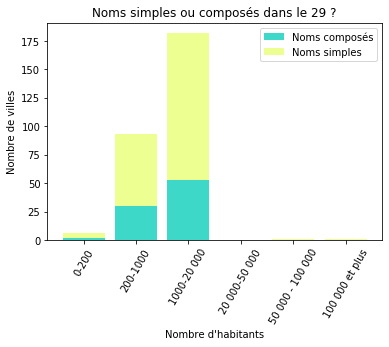 Noms simples ou composés dans le 29 ?
Noms composés
Noms simples
Nombre de villes
175
150
125
100
75
50
25
0
0-200
200-1000
1000-20 000
20 000-50 000
50 000 - 100 000
100 000 et plus
Nombre d'habitants